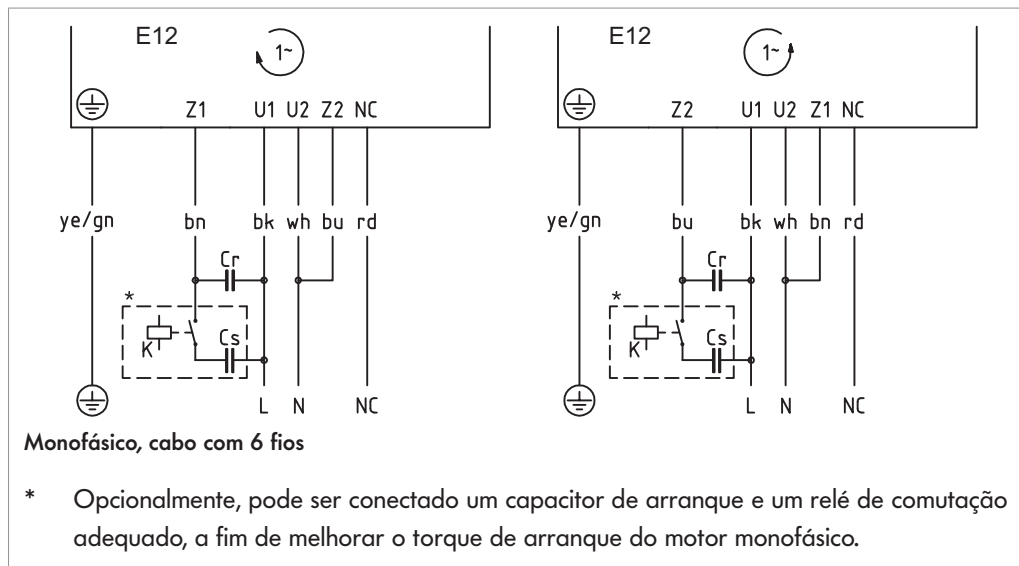 E12 E12
1~ 1~
Z1 U1 U2 Z2 NC Z2 U1 U2 Z1 NC
ye/gn bn bk wh bu rd ye/gn bu bk wh bn rd
Cr Cr
* *
K Cs K Cs
L N NC L N NC
Monofásico, cabo com 6 fios
* Opcionalmente, pode ser conectado um capacitor de arranque e um relé de comutação
adequado, a fim de melhorar o torque de arranque do motor monofásico.